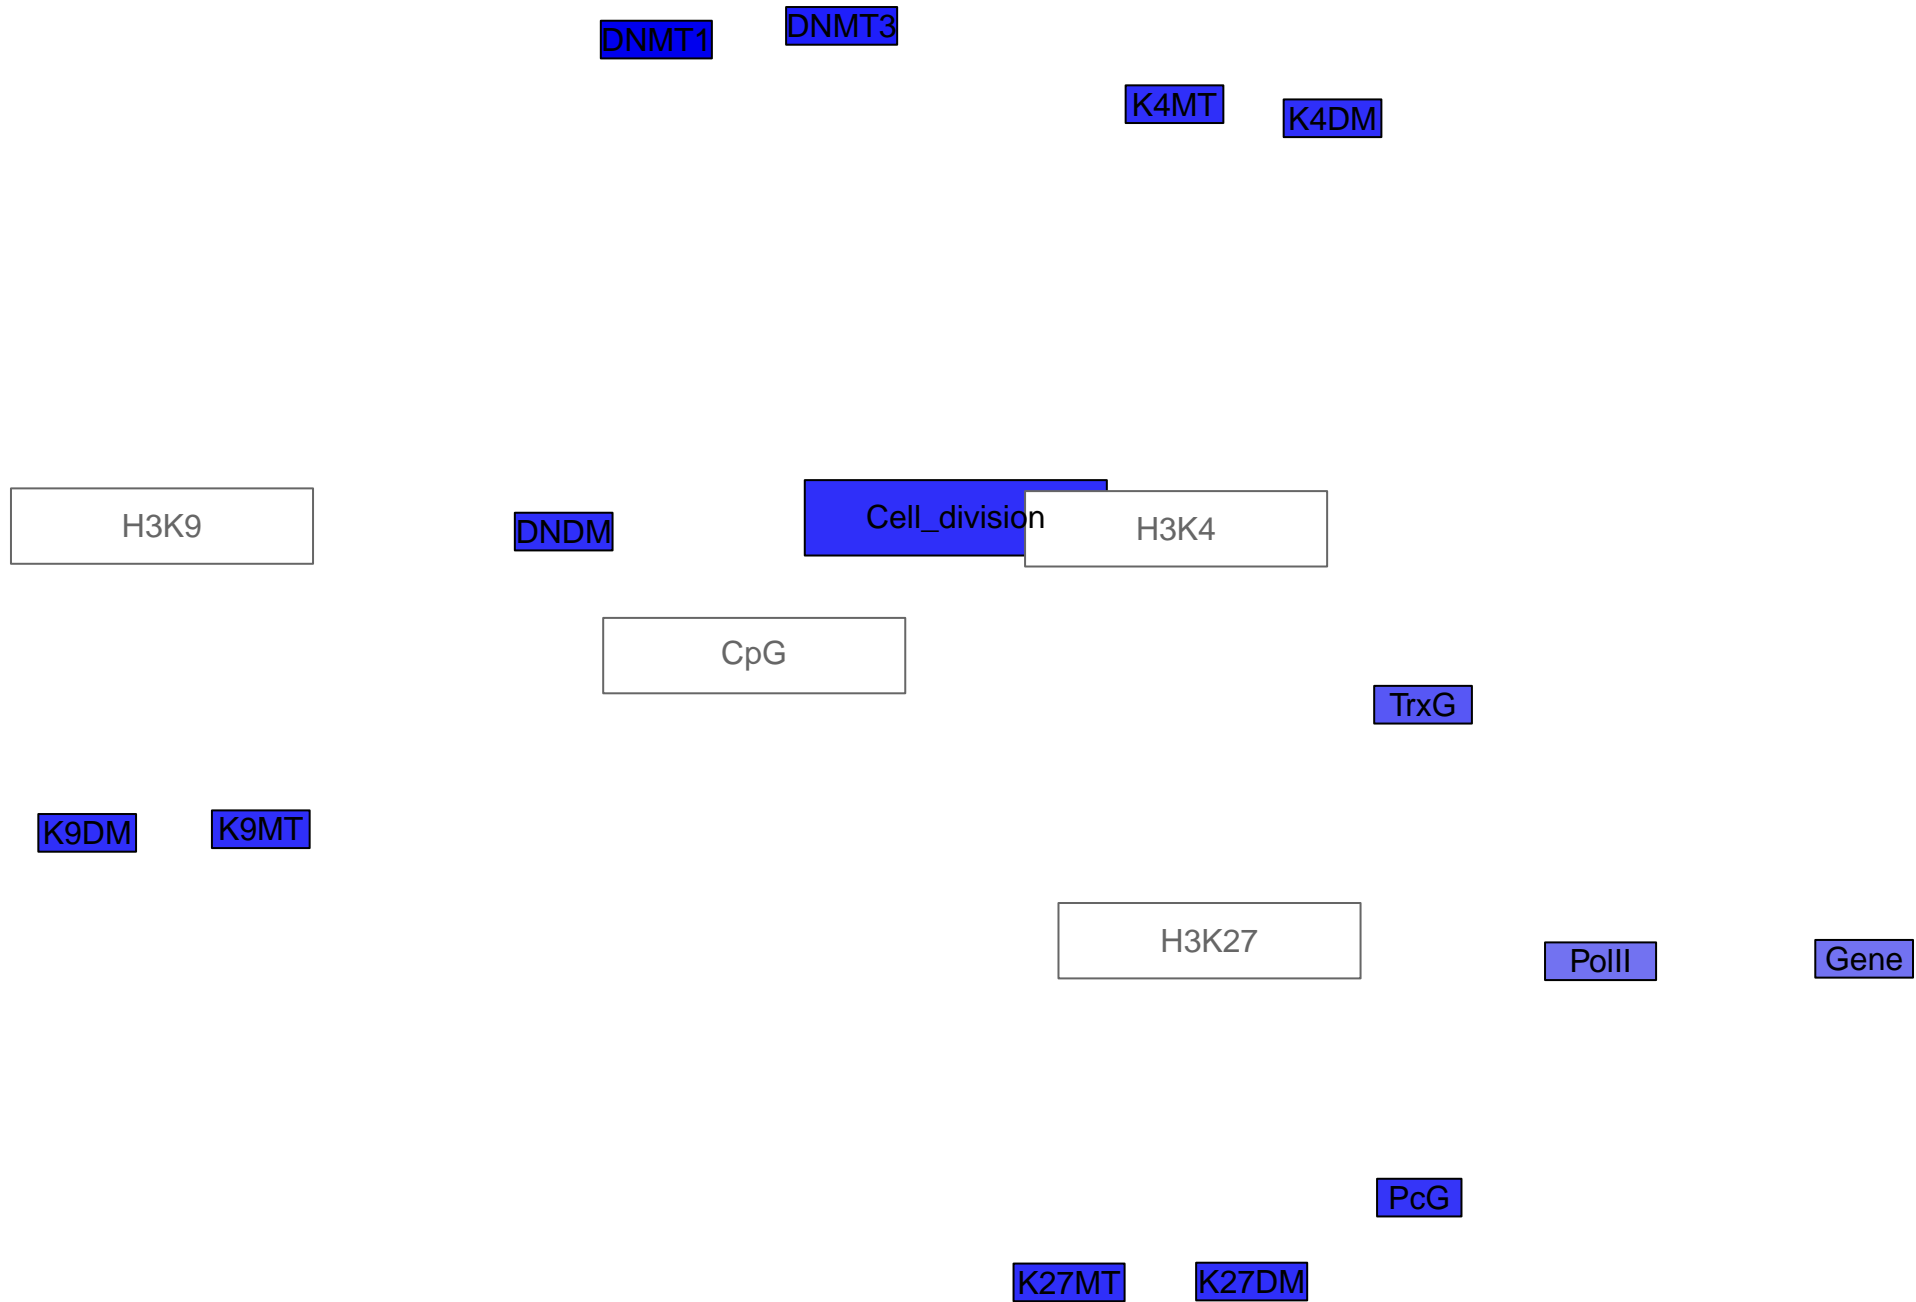 DNMT1
DNMT3
K4MT
K4DM
H3K9
DNDM
Cell_division
H3K4
CpG
TrxG
K9DM
K9MT
H3K27
PolII
Gene
PcG
K27MT
K27DM